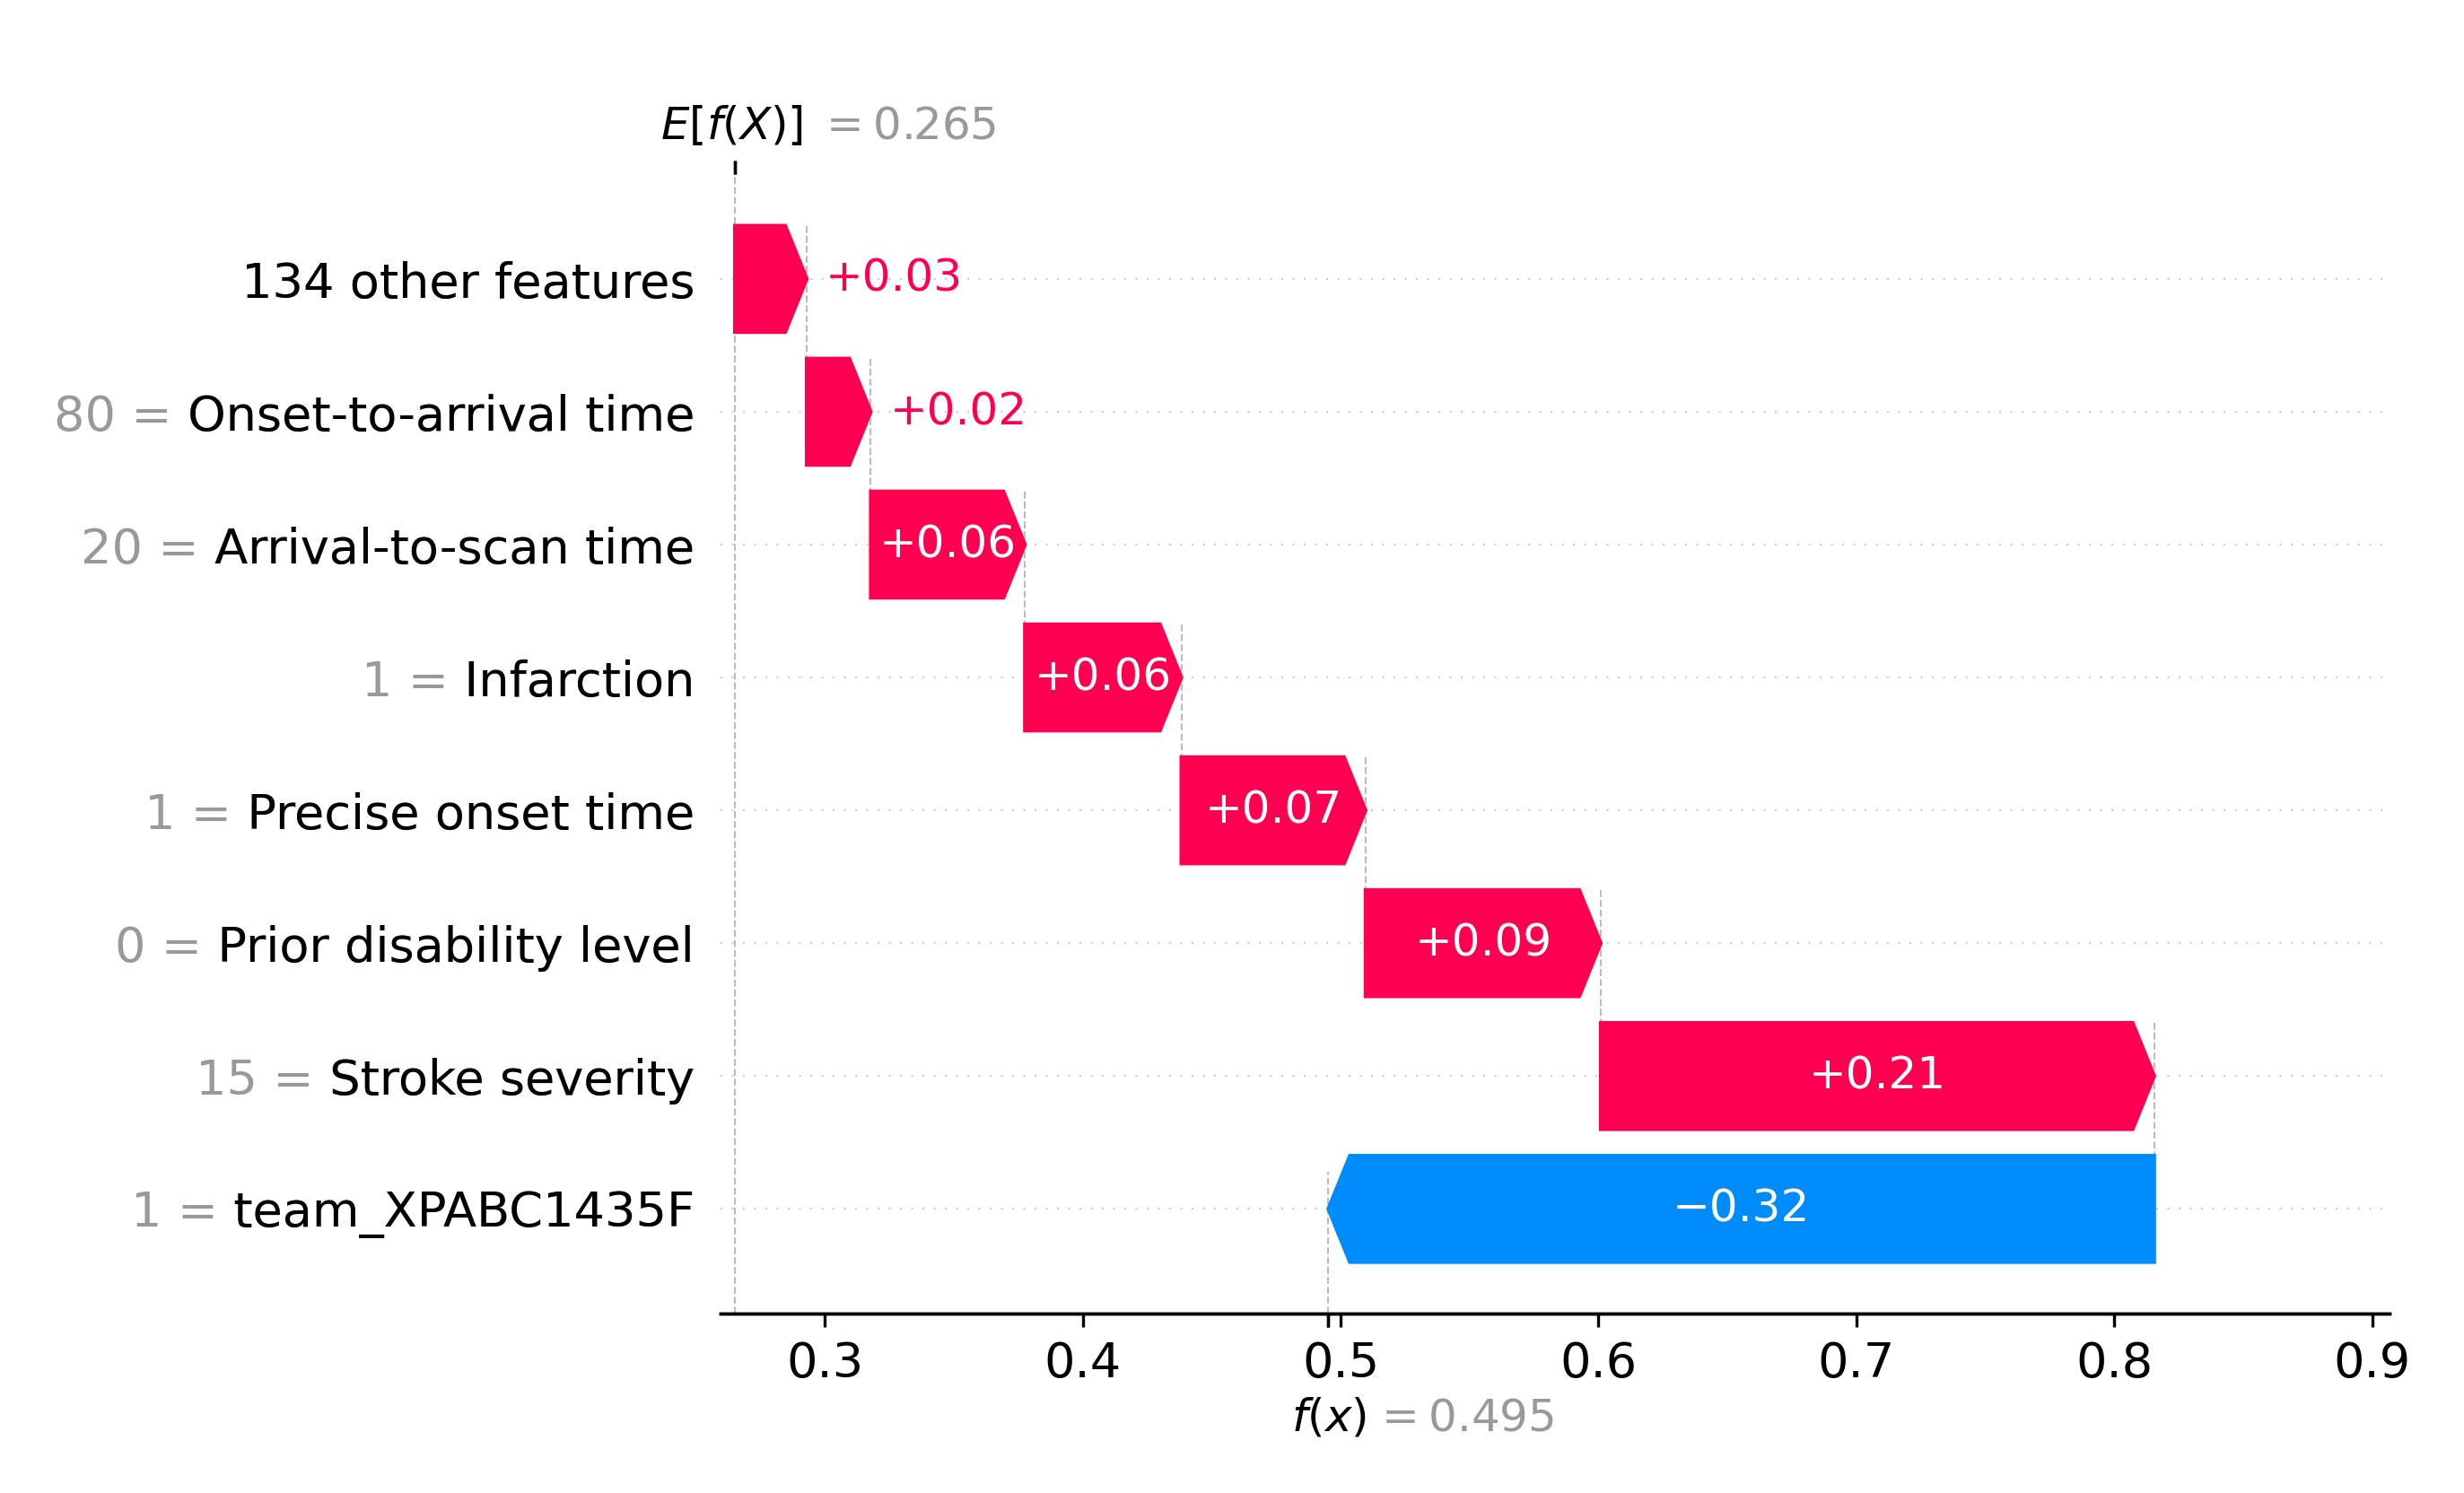 E[f(X)] = 0.265
134 other features +0.03
80 = Onset-to-arrival time +0.02
20 = Arrival-to-scan time +0.06
1 = Infarction +0.06
1 = Precise onset time +0.07
0 = Prior disability level +0.09
15 = Stroke severity +0.21
1 = team_XPABC1435F −0.32
0.3 0.4 0.5 0.6 0.7 0.8 0.9
f(x) = 0.495